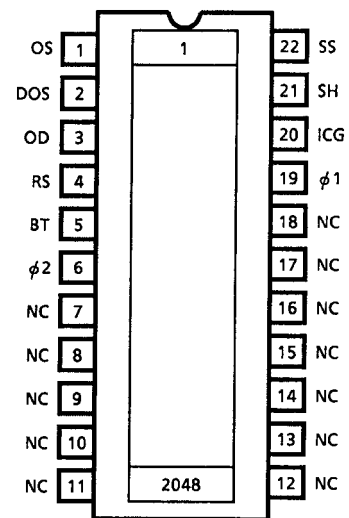 OS 1 1 22 SS
DOS 2 21 SH
OD 3 20 ICG
RS 4 19 ϕ1
BT 5 18 NC
ϕ2 6 17 NC
NC 7 16 NC
NC 8 15 NC
NC 9 14 NC
NC 10 13 NC
NC 11 2048 12 NC